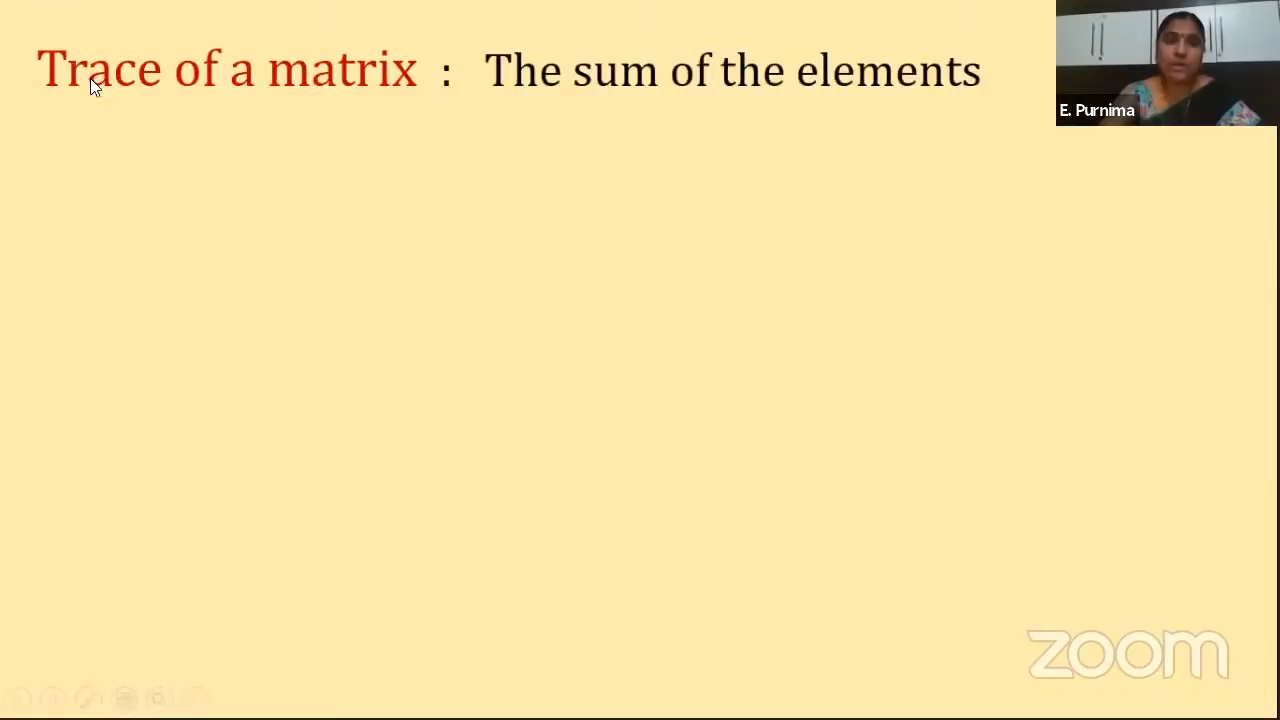 Trace of a matrix : The sum of the elements
E. Purnima
zoom